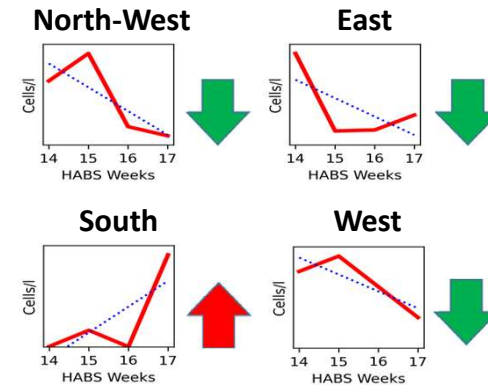 North-West
Cells/l
14 15 16 17
HABS Weeks
East
Cells/l
14 15 16 17
HABS Weeks
South
Cells/l
14 15 16 17
HABS Weeks
West
Cells/l
14 15 16 17
HABS Weeks